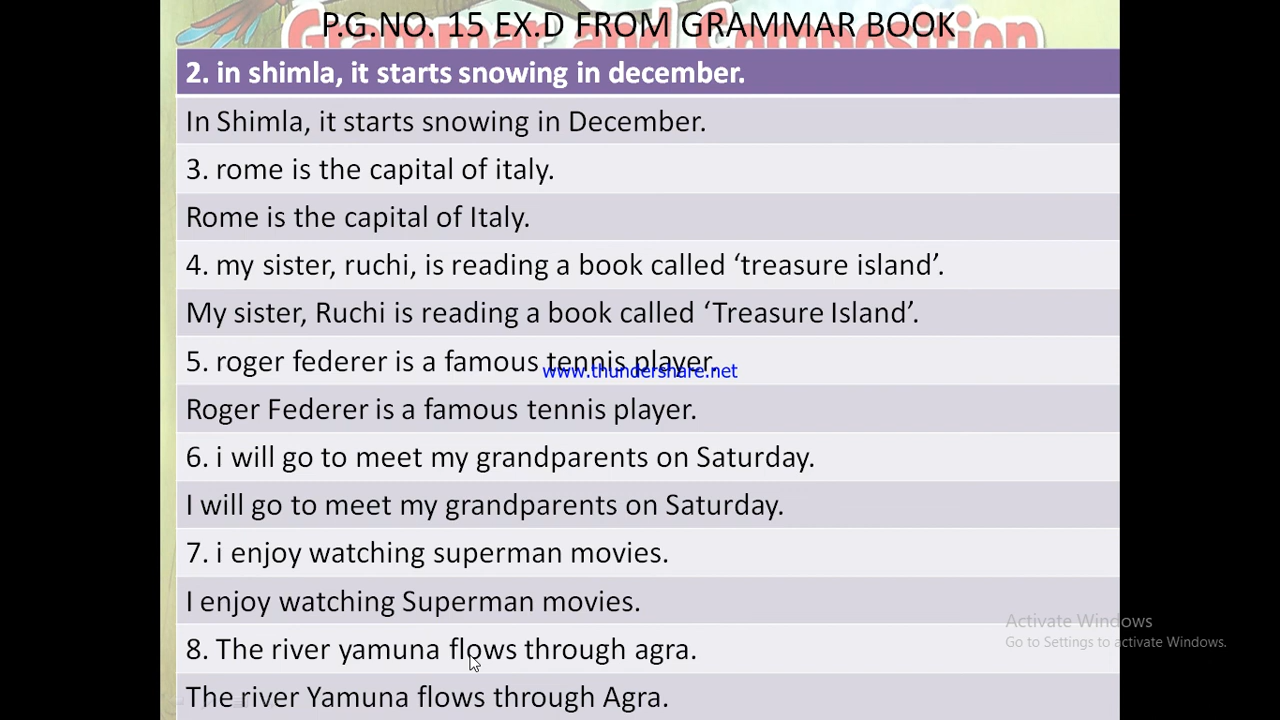 Grammar and Composition
P.G.NO. 15 EX.D FROM GRAMMAR BOOK
2. in shimla, it starts snowing in december.
In Shimla, it starts snowing in December.
3. rome is the capital of italy.
Rome is the capital of Italy.
4. my sister, ruchi, is reading a book called ‘treasure island’.
My sister, Ruchi is reading a book called ‘Treasure Island’.
5. roger federer is a famous tennis player.
www.thundershare.net
Roger Federer is a famous tennis player.
6. i will go to meet my grandparents on Saturday.
I will go to meet my grandparents on Saturday.
7. i enjoy watching superman movies.
I enjoy watching Superman movies.
Activate Windows
Go to Settings to activate Windows.
8. The river yamuna flows through agra.
The river Yamuna flows through Agra.